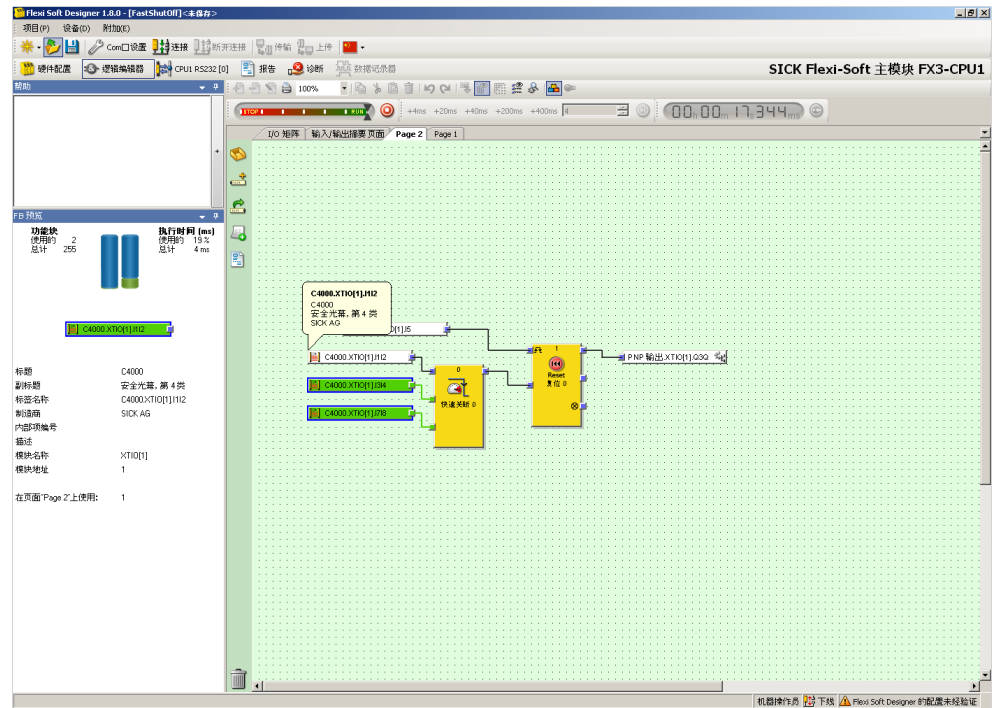 Flexi Soft Designer 1.8.0 - [FastShutOff]<未保存>
项目(P) 设备(D) 附加(E)
Com口设置 连接 断开连接 传输 上传
硬件配置 逻辑编辑器 CPU1 RS232 [0] 报告 诊断 数据记录器 SICK Flexi-Soft 主模块 FX3-CPU1
帮助 100%
STOP RUN +4ms +20ms +40ms +200ms +400ms 00h 00m 17s344ms
I/O 矩阵 输入/输出摘要页面 Page 2 Page 1
FB 预览
功能块 执行时间 (ms)
使用的 2 使用的 19 %
总计 255 总计 4 ms
C4000.XTIO[1].I1I2
C4000.XTIO[1].I1I2
C4000
安全光幕, 第 4 类
SICK AG
O[1].I5
C4000.XTIO[1].I1I2
C4000.XTIO[1].I3I4
C4000.XTIO[1].I7I8
0
快速关断 0
1
Reset
复位 0
PNP 输出.XTIO[1].Q3Q
标题 C4000
副标题 安全光幕, 第 4 类
标签名称 C4000.XTIO[1].I1I2
制造商 SICK AG
内部项编号
描述
模块名称 XTIO[1]
模块地址 1
在页面"Page 2"上使用: 1
机器操作员 下线 Flexi Soft Designer 的配置未经验证